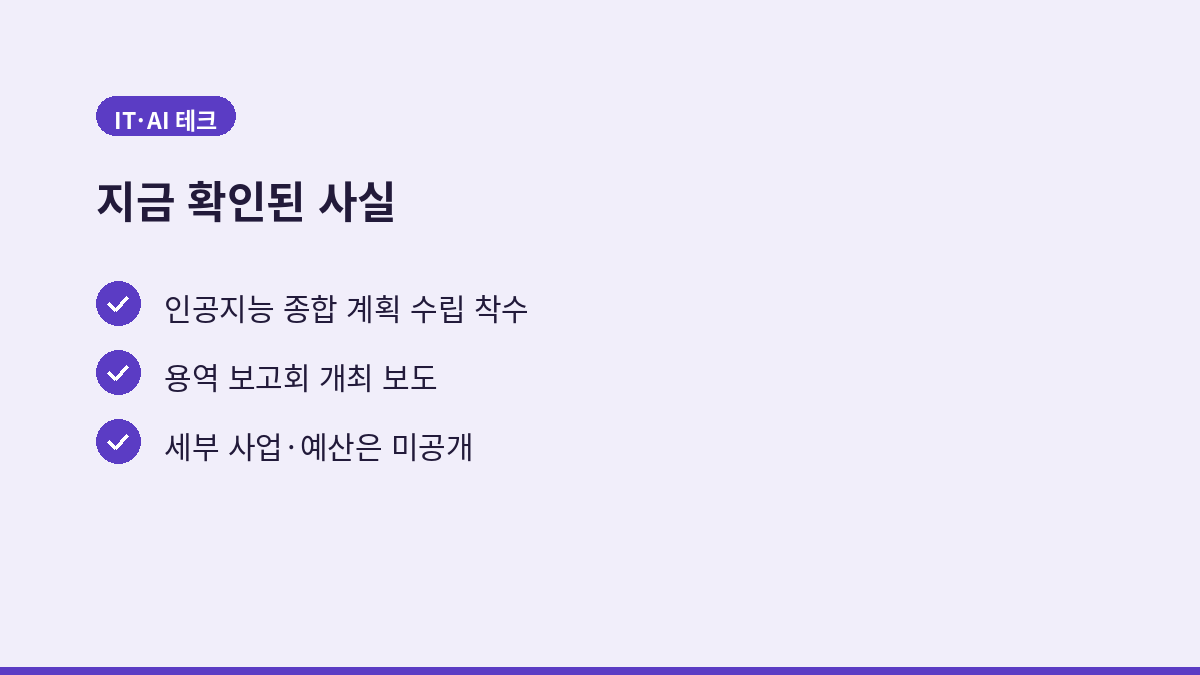 IT·AI 테크
지금 확인된 사실
인공지능 종합 계획 수립 착수
용역 보고회 개최 보도
세부 사업·예산은 미공개